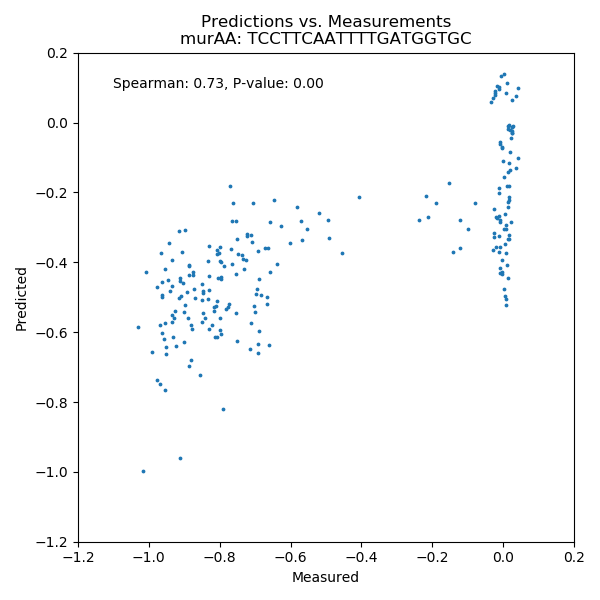 Predictions vs. Measurements
murAA: TCCTTCAATTTTGATGGTGC
Spearman: 0.73, P-value: 0.00
0.2
0.0
−0.2
−0.4
−0.6
−0.8
−1.0
−1.2
Predicted
−1.2 −1.0 −0.8 −0.6 −0.4 −0.2 0.0 0.2
Measured